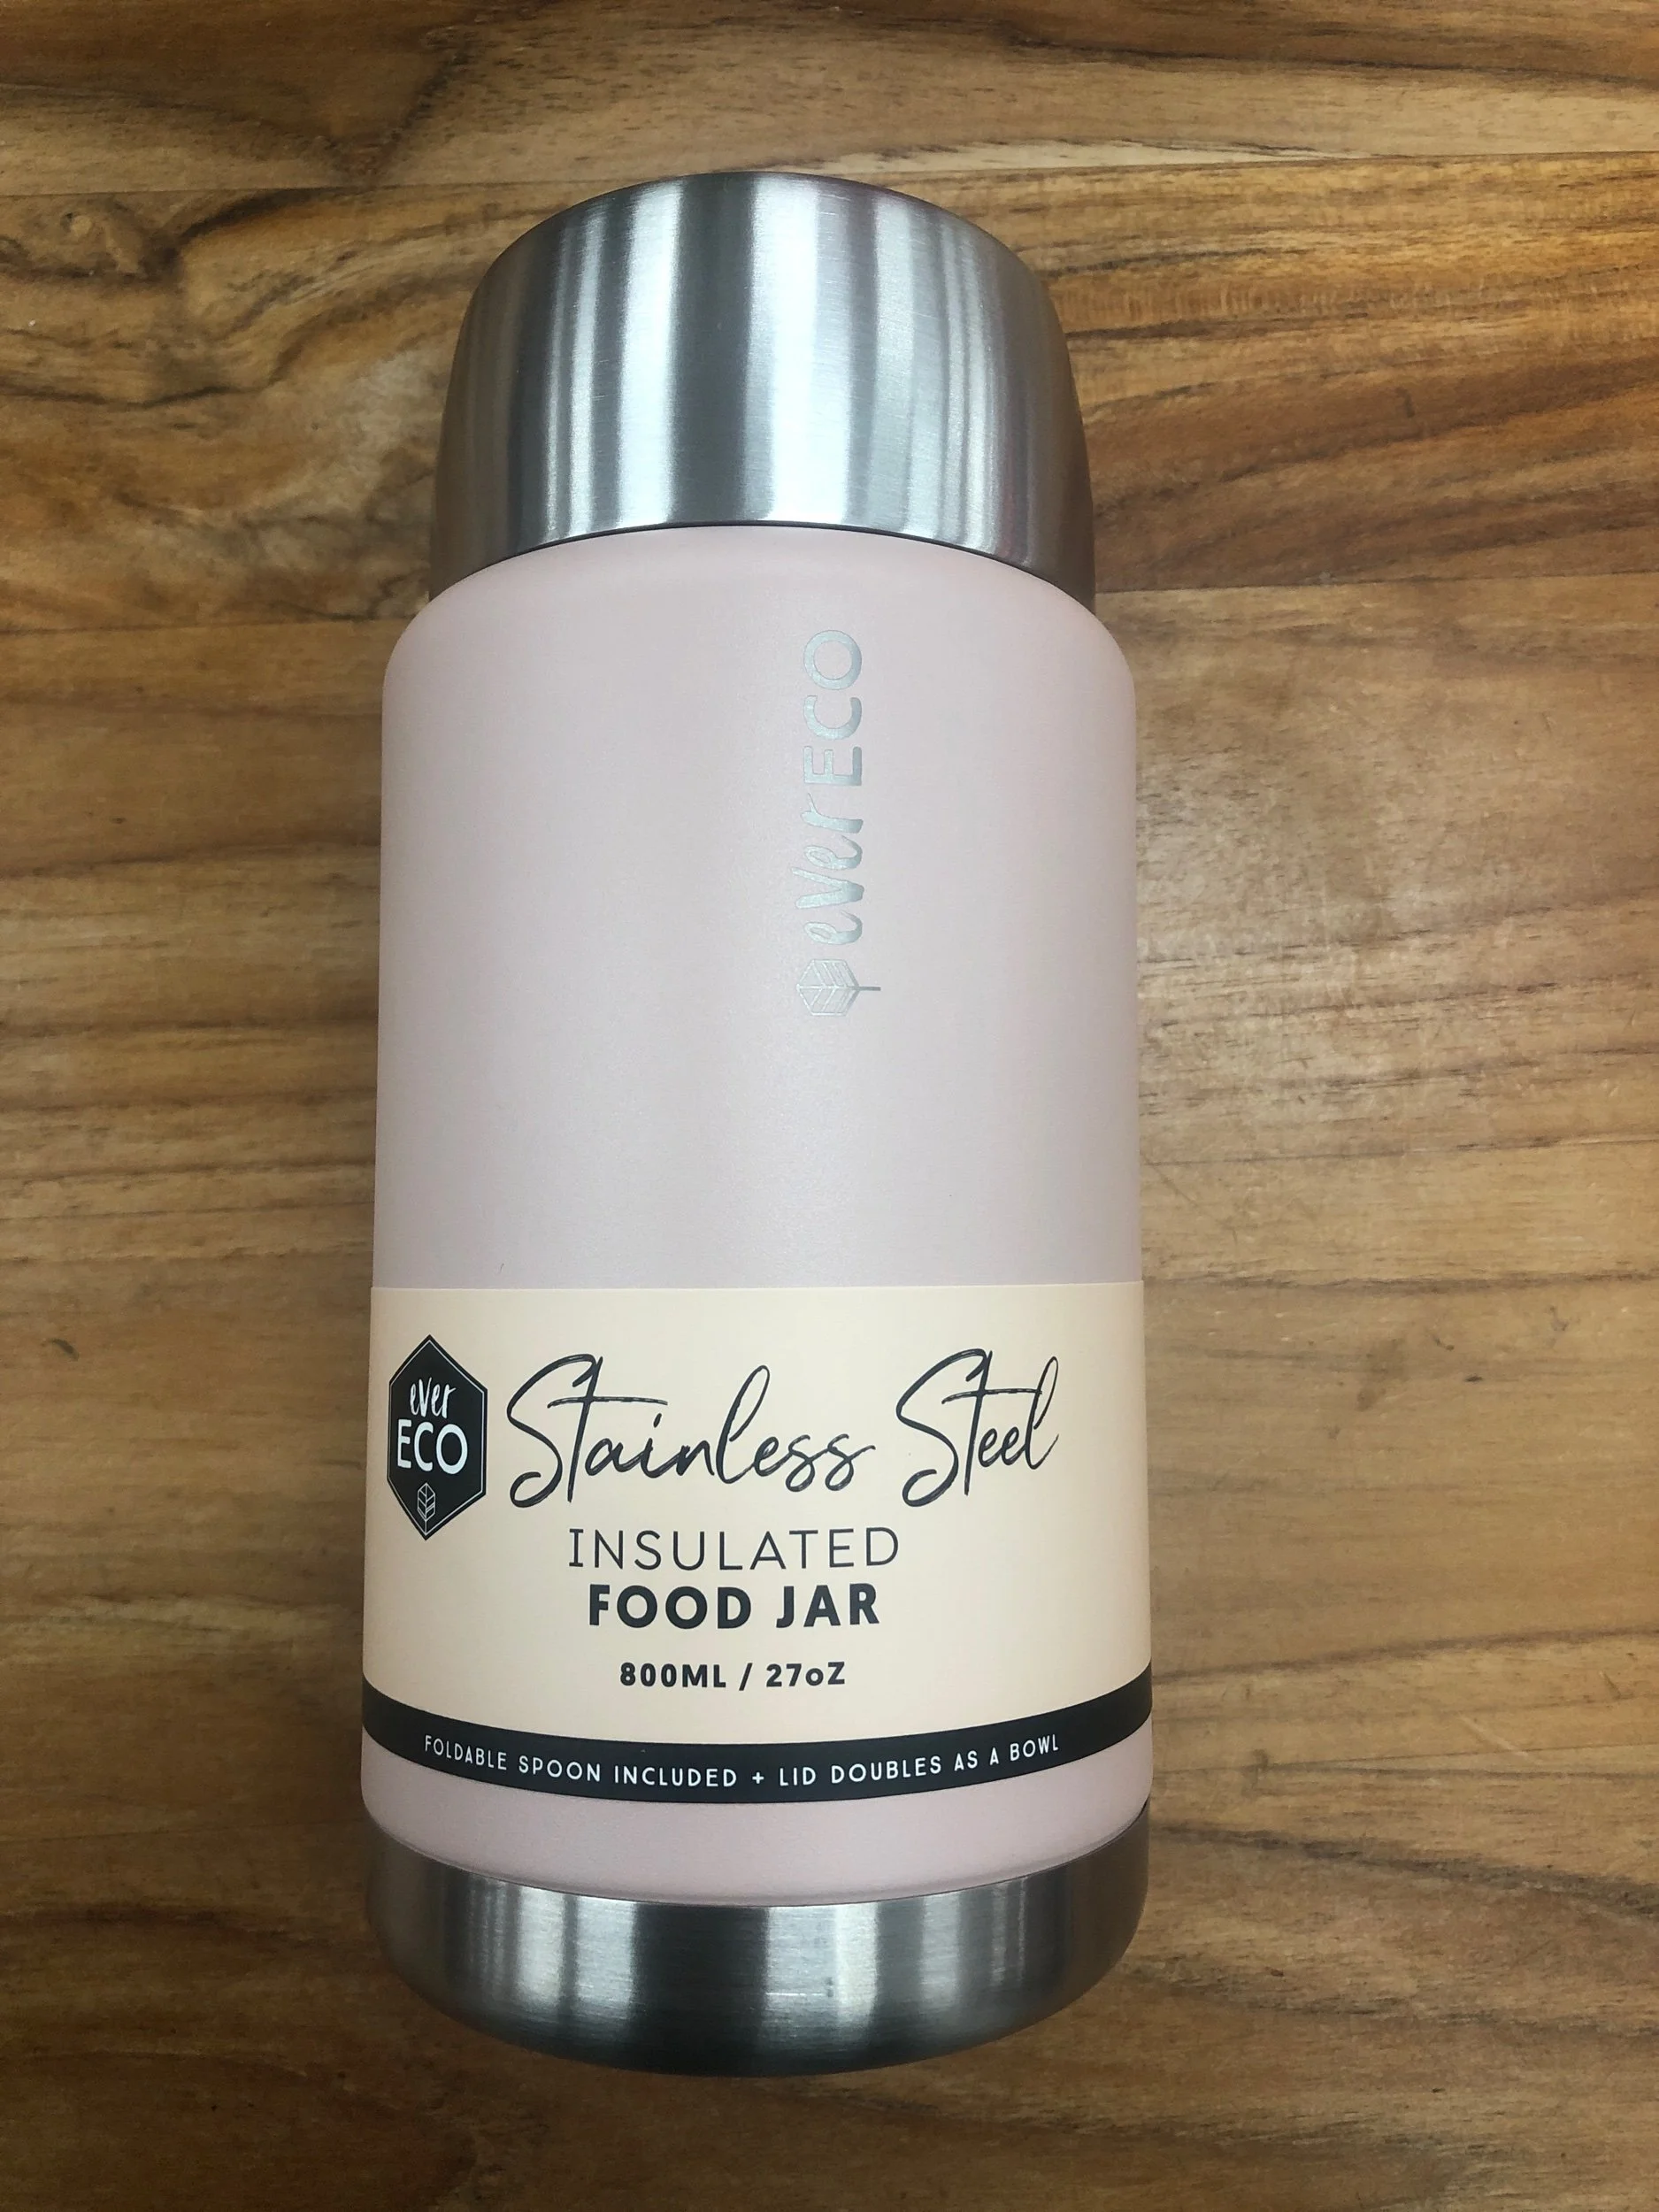 ever ECO
ever
ECO
Stainless Steel
INSULATED
FOOD JAR
800ML / 27oZ
FOLDABLE SPOON INCLUDED + LID DOUBLES AS A BOWL